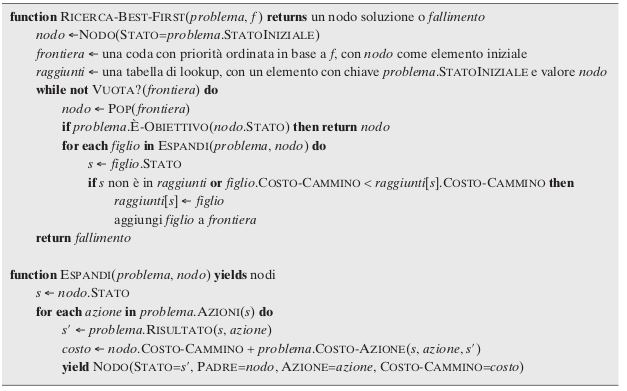 function RICERCA-BEST-FIRST(problema, f) returns un nodo soluzione o fallimento
nodo ←NODO(STATO=problema.STATOINIZIALE)
frontiera ← una coda con priorità ordinata in base a f, con nodo come elemento iniziale
raggiunti ← una tabella di lookup, con un elemento con chiave problema.STATOINIZIALE e valore nodo
while not VUOTA?(frontiera) do
nodo ← POP(frontiera)
if problema.È-OBIETTIVO(nodo.STATO) then return nodo
for each figlio in ESPANDI(problema, nodo) do
s ← figlio.STATO
if s non è in raggiunti or figlio.COSTO-CAMMINO < raggiunti[s].COSTO-CAMMINO then
raggiunti[s] ← figlio
aggiungi figlio a frontiera
return fallimento
function ESPANDI(problema, nodo) yields nodi
s ← nodo.STATO
for each azione in problema.AZIONI(s) do
s′ ← problema.RISULTATO(s, azione)
costo ← nodo.COSTO-CAMMINO + problema.COSTO-AZIONE(s, azione, s′)
yield NODO(STATO=s′, PADRE=nodo, AZIONE=azione, COSTO-CAMMINO=costo)